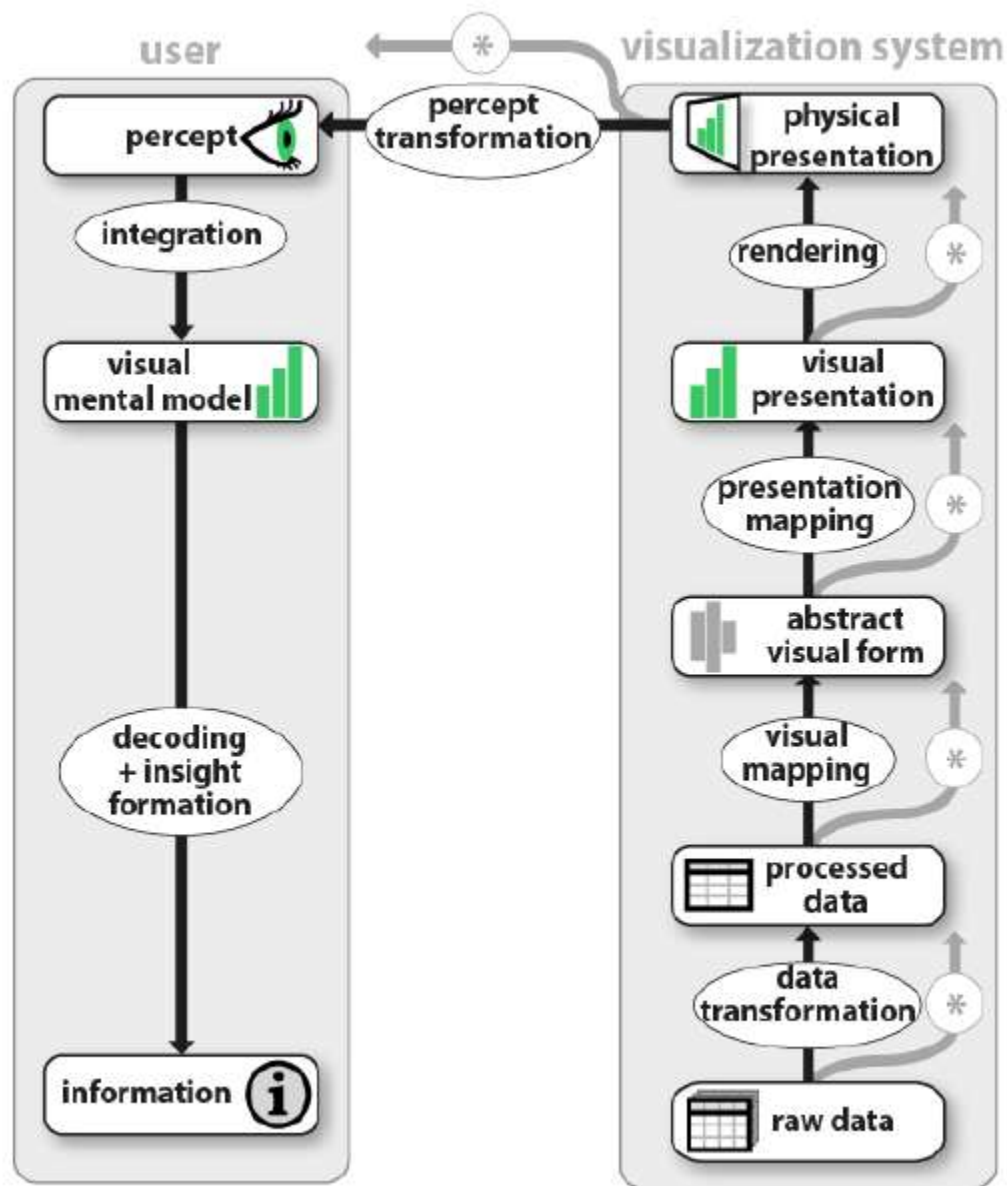 user
visualization system
*
percept
percept
transformation
physical
presentation
integration
rendering
*
visual
mental model
visual
presentation
presentation
mapping
*
abstract
visual form
decoding
+ insight
formation
visual
mapping
*
processed
data
data
transformation
*
information
i
raw data